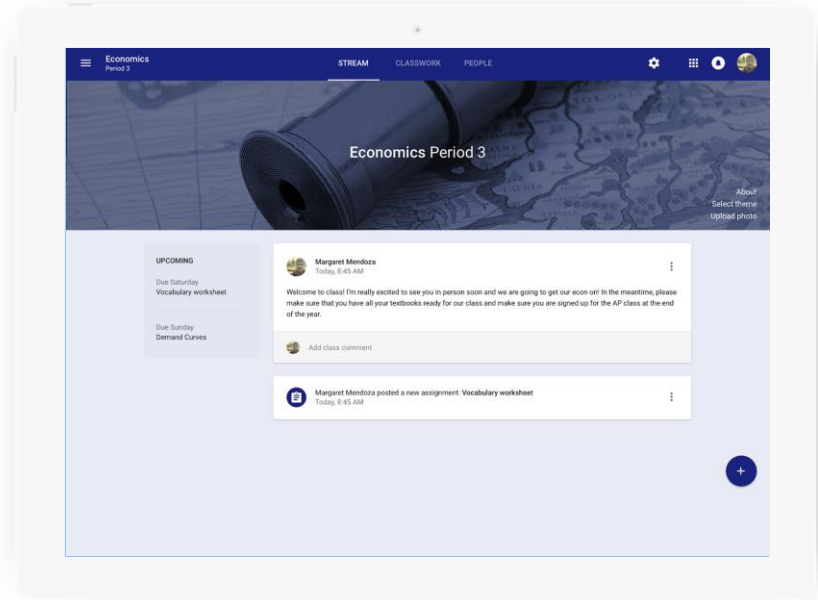 Economics
Period 3
STREAM
CLASSWORK
PEOPLE
Economics Period 3
About
Select theme
Upload photo
UPCOMING
Due Saturday
Vocabulary worksheet
Due Sunday
Demand Curves
Margaret Mendoza
Today, 8:45 AM
Welcome to class! I'm really excited to see you in person soon and we are going to get our econ on! In the meantime, please
make sure that you have all your textbooks ready for our class and make sure you are signed up for the AP class at the end
of the year.
Add class comment
Margaret Mendoza posted a new assignment: Vocabulary worksheet
Today, 8:45 AM